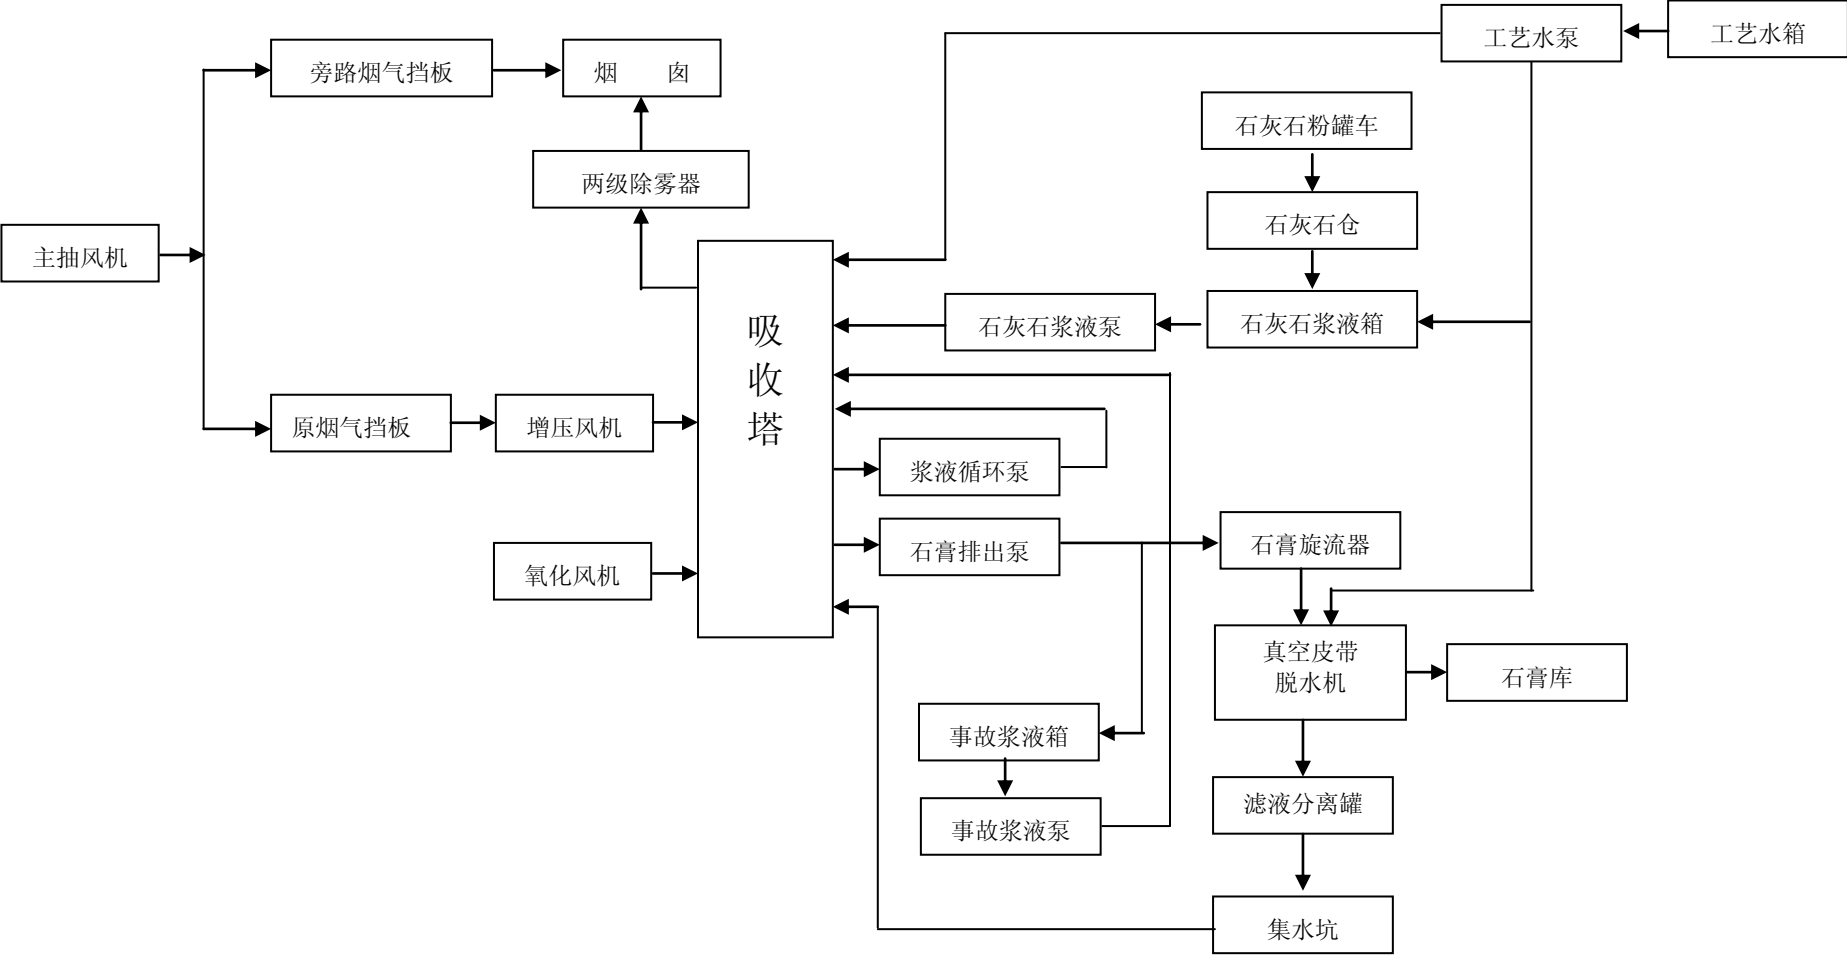 工艺水泵
工艺水箱
旁路烟气挡板
烟 囱
石灰石粉罐车
两级除雾器
石灰石仓
主抽风机
吸
收
塔
石灰石浆液泵
石灰石浆液箱
原烟气挡板
增压风机
浆液循环泵
石膏排出泵
石膏旋流器
氧化风机
真空皮带
脱水机
石膏库
事故浆液箱
滤液分离罐
事故浆液泵
集水坑